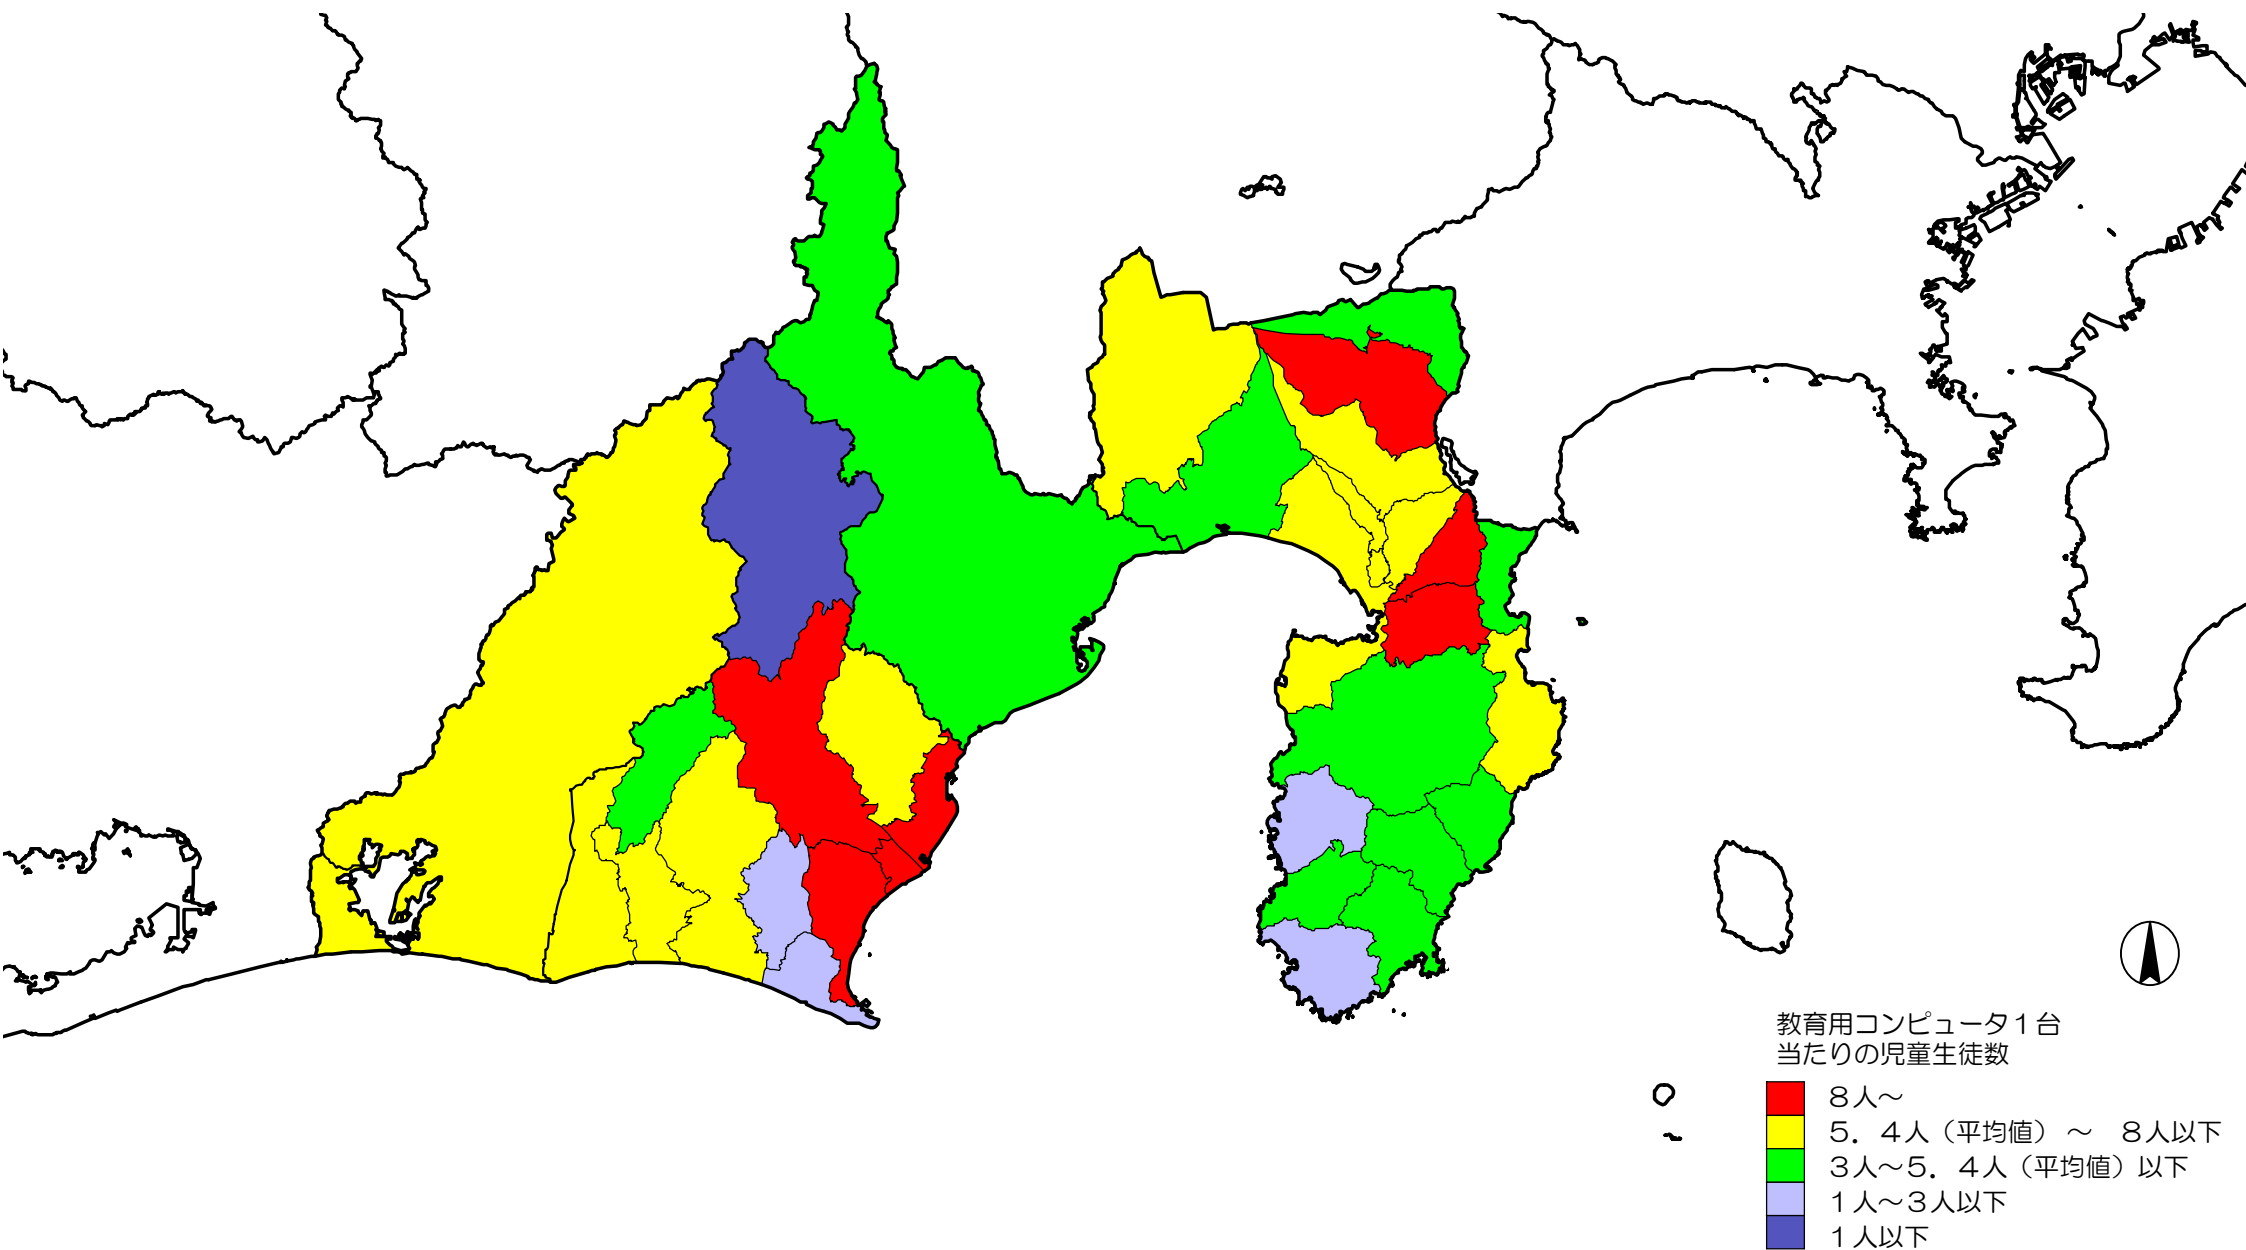 教育用コンピュータ１台
当たりの児童生徒数
８人～
５．４人（平均値）～　８人以下
３人～５．４人（平均値）以下
１人～３人以下
１人以下